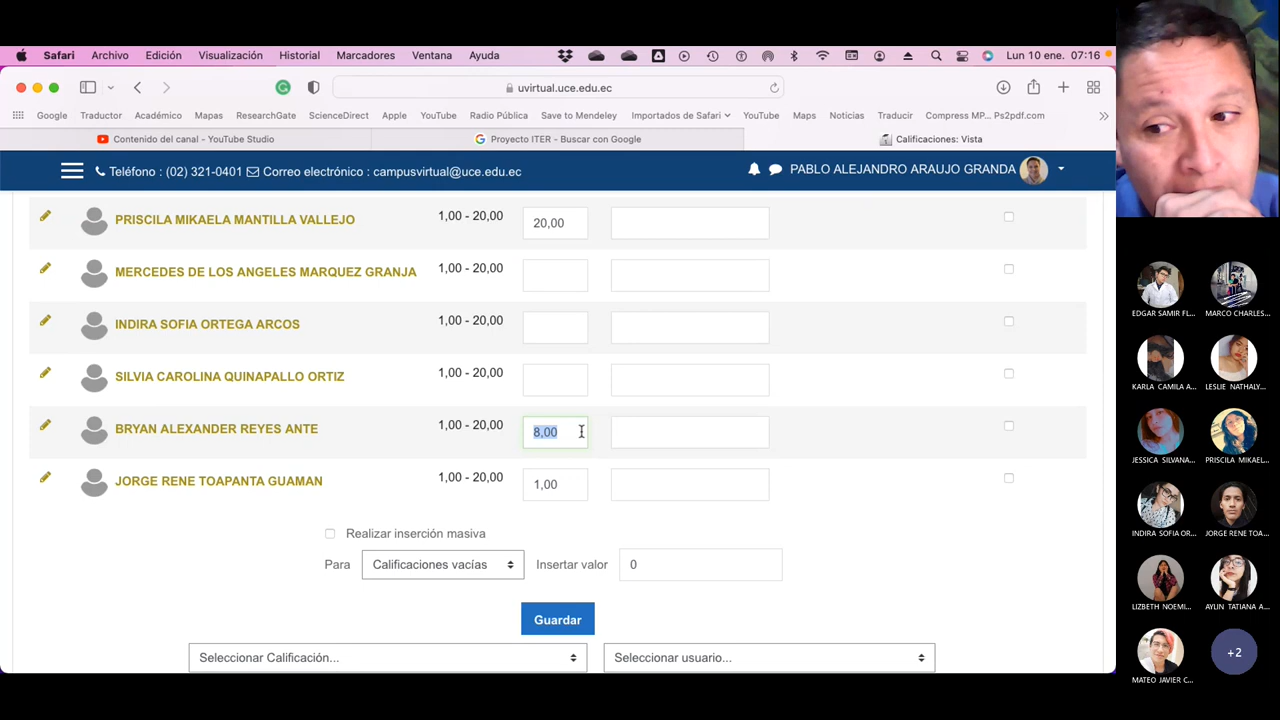 Safari Archivo Edición Visualización Historial Marcadores Ventana Ayuda Lun 10 ene. 07:16
uvirtual.uce.edu.ec
Google Traductor Académico Mapas ResearchGate ScienceDirect Apple YouTube Radio Pública Save to Mendeley Importados de Safari YouTube Maps Noticias Traducir Compress MP... Ps2pdf.com
Contenido del canal - YouTube Studio Proyecto ITER - Buscar con Google Calificaciones: Vista
Teléfono : (02) 321-0401 Correo electrónico : campusvirtual@uce.edu.ec PABLO ALEJANDRO ARAUJO GRANDA
PRISCILA MIKAELA MANTILLA VALLEJO 1,00 - 20,00 20,00
MERCEDES DE LOS ANGELES MARQUEZ GRANJA 1,00 - 20,00
INDIRA SOFIA ORTEGA ARCOS 1,00 - 20,00
SILVIA CAROLINA QUINAPALLO ORTIZ 1,00 - 20,00
BRYAN ALEXANDER REYES ANTE 1,00 - 20,00 8,00
JORGE RENE TOAPANTA GUAMAN 1,00 - 20,00 1,00
Realizar inserción masiva
Para Calificaciones vacías Insertar valor 0
Guardar
Seleccionar Calificación... Seleccionar usuario...
EDGAR SAMIR FL... MARCO CHARLES...
KARLA CAMILA A... LESLIE NATHALY...
JESSICA SILVANA... PRISCILA MIKAEL...
INDIRA SOFIA OR... JORGE RENE TOA...
LIZBETH NOEMI... AYLIN TATIANA A...
MATEO JAVIER C... +2